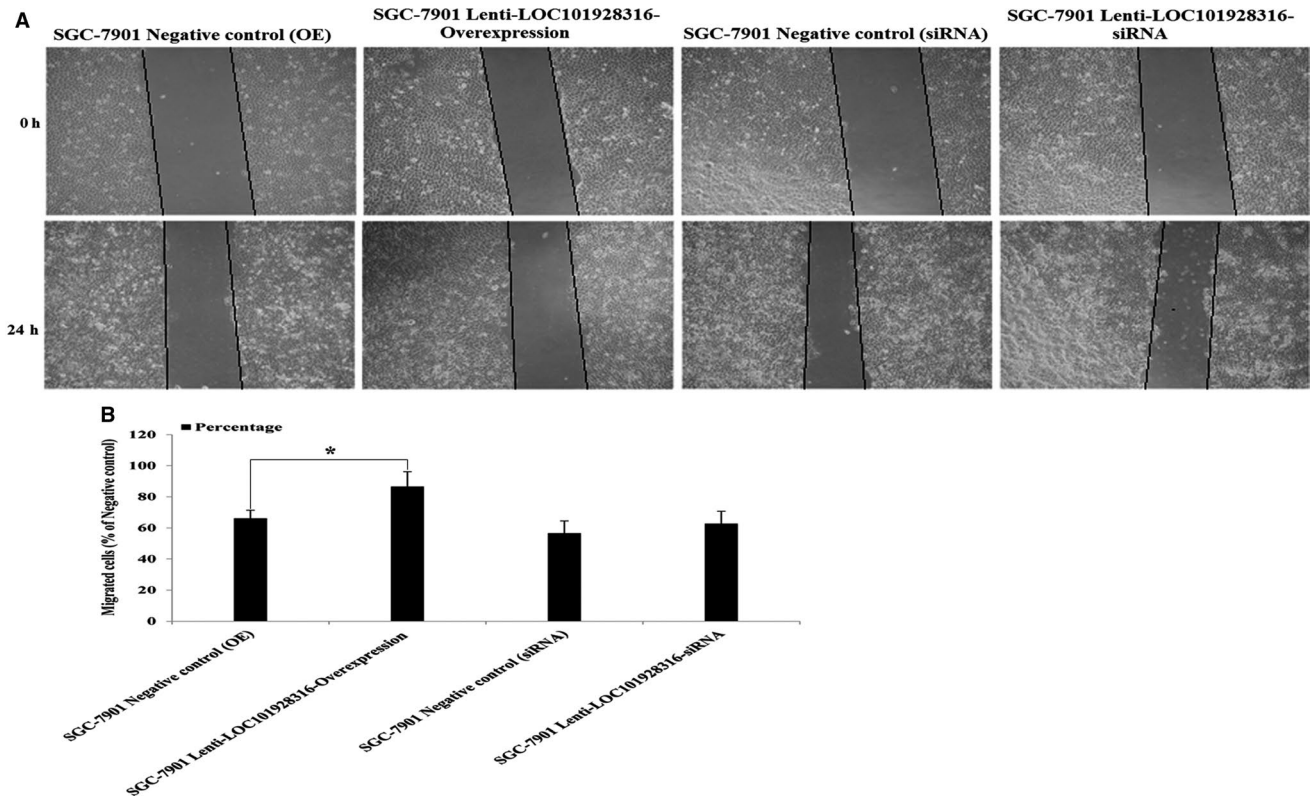 A
SGC-7901 Negative control (OE)
SGC-7901 Lenti-LOC101928316-
Overexpression
SGC-7901 Negative control (siRNA)
SGC-7901 Lenti-LOC101928316-
siRNA
0 h
24 h
B
Percentage
*
Migrated cells (% of Negative control)
120
100
80
60
40
20
0
SGC-7901 Negative control (OE)
SGC-7901 Lenti-LOC101928316-Overexpression
SGC-7901 Negative control (siRNA)
SGC-7901 Lenti-LOC101928316-siRNA